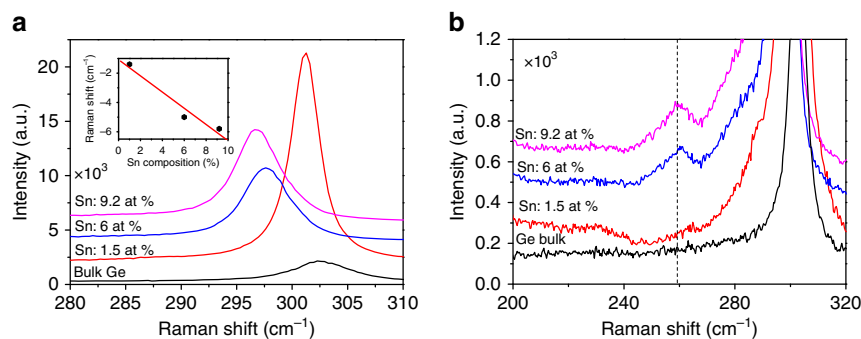 a
Intensity (a.u.)
20
15
10
5
0
×10³
280
285
290
295
300
305
310
Raman shift (cm⁻¹)
Sn: 9.2 at %
Sn: 6 at %
Sn: 1.5 at %
Bulk Ge
Raman shift (cm⁻¹)
−2
−4
−6
0
2
4
6
8
10
Sn composition (%)
b
Intensity (a.u.)
1.2
1.0
0.8
0.6
0.4
0.2
0.0
×10³
Sn: 9.2 at %
Sn: 6 at %
Sn: 1.5 at %
Ge bulk
200
240
280
320
Raman shift (cm⁻¹)